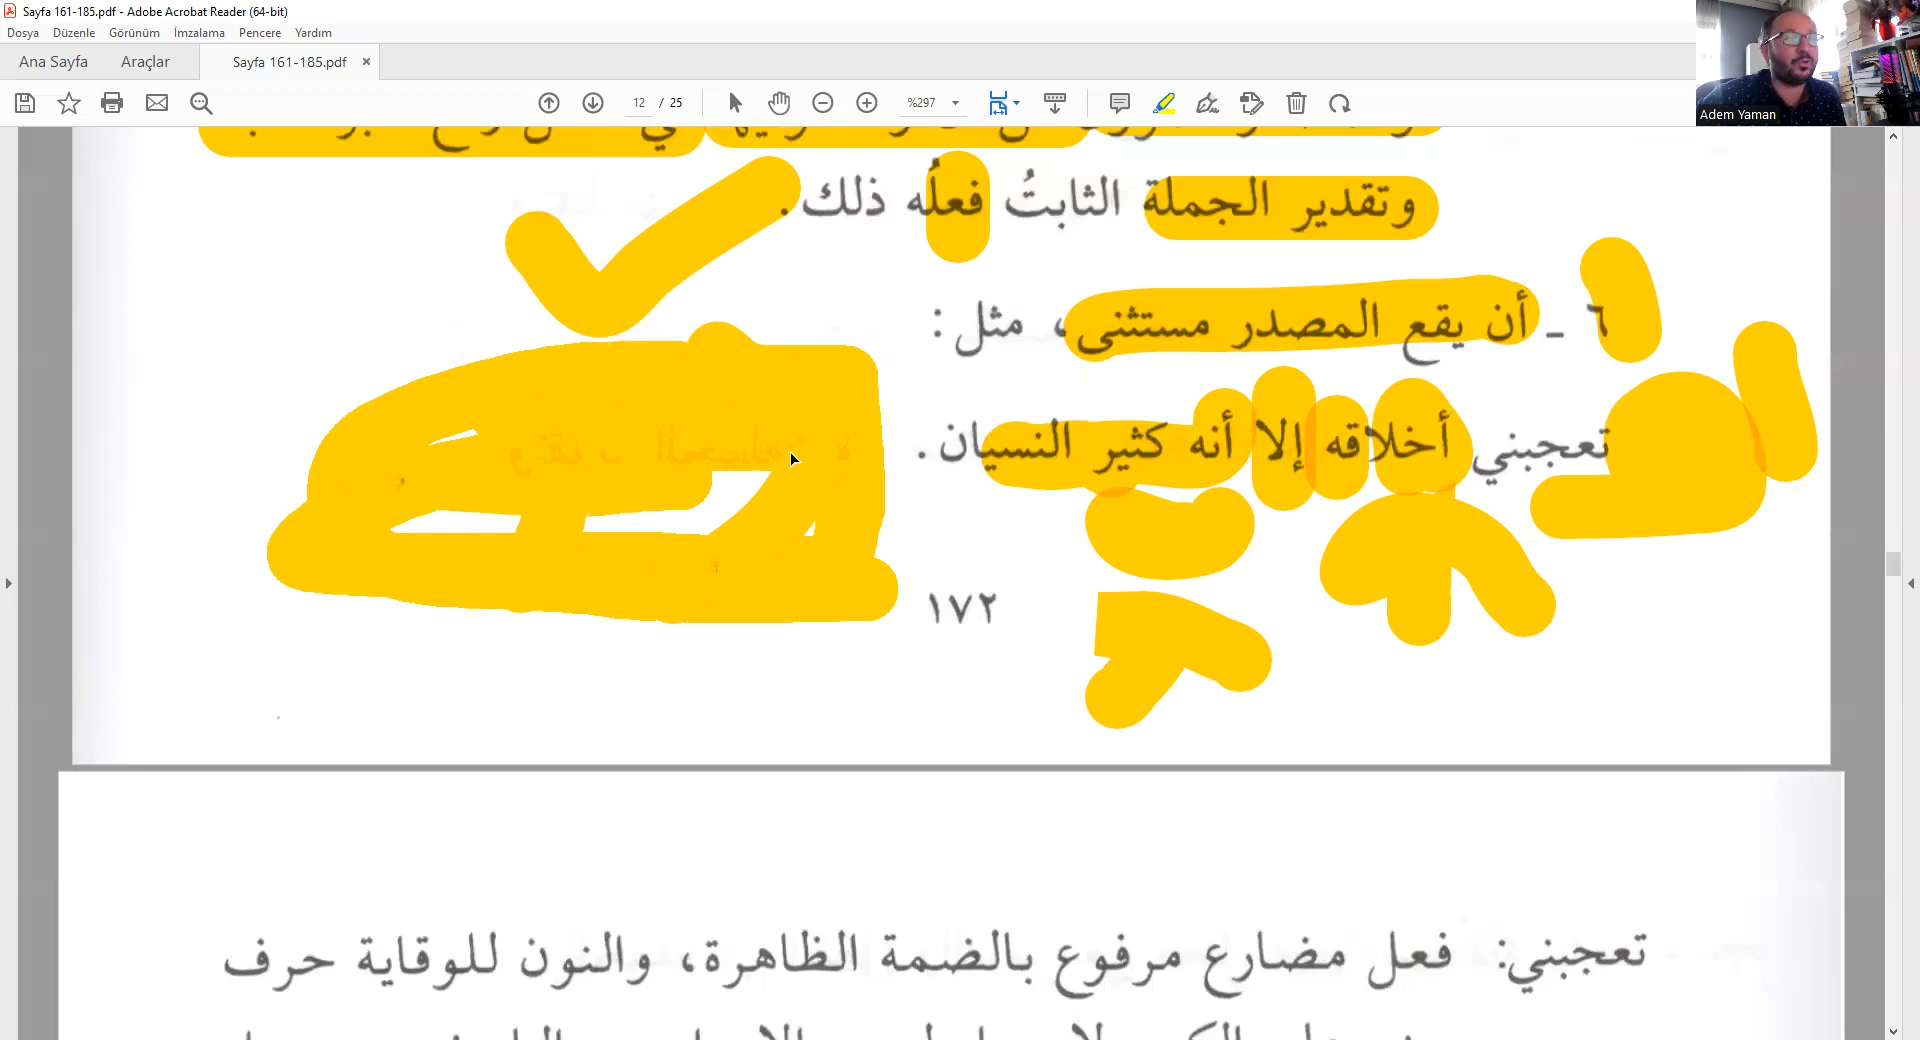 Sayfa 161-185.pdf - Adobe Acrobat Reader (64-bit)
Dosya Düzenle Görünüm İmzalama Pencere Yardım
Ana Sayfa Araçlar Sayfa 161-185.pdf ×
12 / 25 %297
Adem Yaman
وتقدير الجملة الثابتُ فعلُه ذلك.
٦ ـ أن يقع المصدر مستثنى، مثل:
تعجبني أخلاقه إلا أنه كثير النسيان.
١٧٢
تعجبني: فعل مضارع مرفوع بالضمة الظاهرة، والنون للوقاية حرف